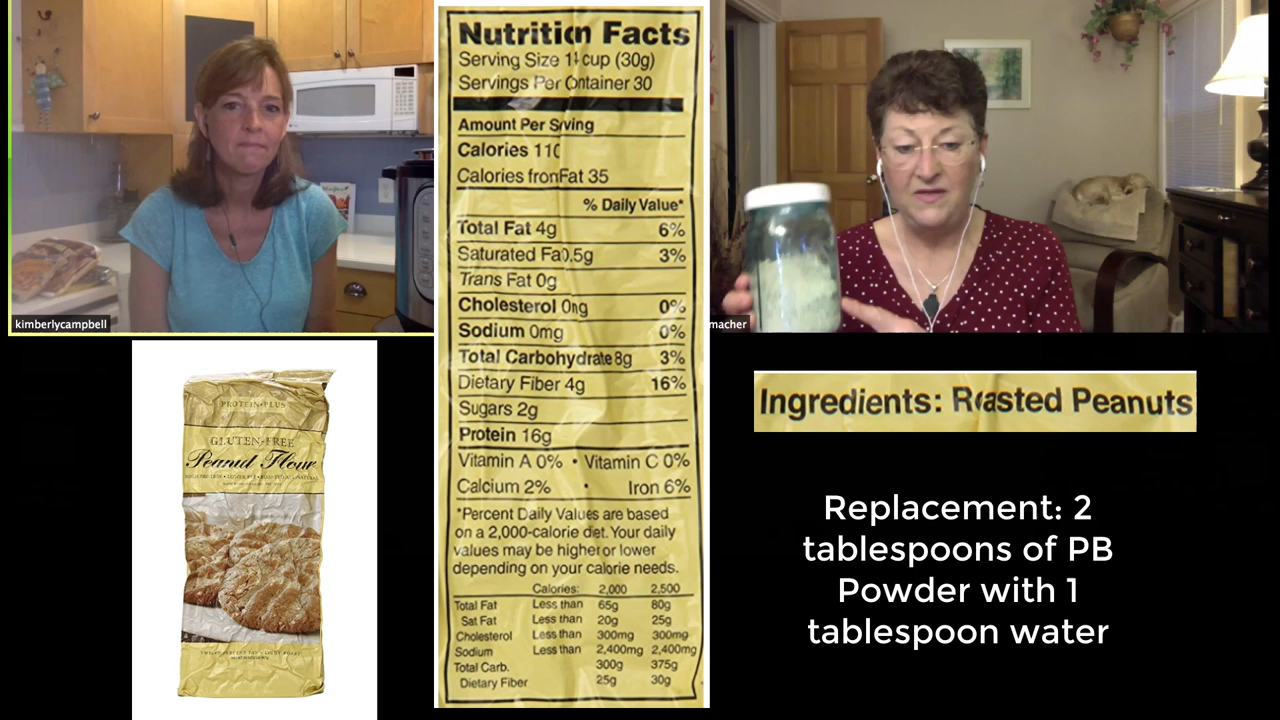 kimberlycampbell
macher
Nutrition Facts
Serving Size 1 cup (30g)
Servings Per Container 30
Amount Per Serving
Calories 110
Calories from Fat 35
% Daily Value*
Total Fat 4g 6%
Saturated Fat 0.5g 3%
Trans Fat 0g
Cholesterol 0mg 0%
Sodium 0mg 0%
Total Carbohydrate 8g 3%
Dietary Fiber 4g 16%
Sugars 2g
Protein 16g
Vitamin A 0% • Vitamin C 0%
Calcium 2% • Iron 6%
*Percent Daily Values are based
on a 2,000-calorie diet. Your daily
values may be higher or lower
depending on your calorie needs.
Calories: 2,000 2,500
Total Fat Less than 65g 80g
Sat Fat Less than 20g 25g
Cholesterol Less than 300mg 300mg
Sodium Less than 2,400mg 2,400mg
Total Carb. 300g 375g
Dietary Fiber 25g 30g
PROTEIN•PLUS
GLUTEN-FREE
Peanut Flour
Ingredients: Roasted Peanuts
Replacement: 2
tablespoons of PB
Powder with 1
tablespoon water